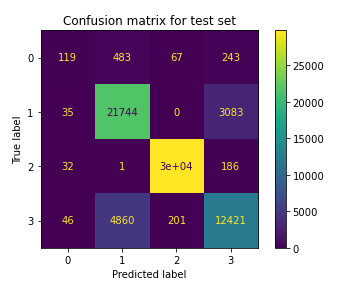 Confusion matrix for test set
0 119 483 67 243
1 35 21744 0 3083
2 32 1 3e+04 186
3 46 4860 201 12421
0 1 2 3
Predicted label
True label
25000
20000
15000
10000
5000
0